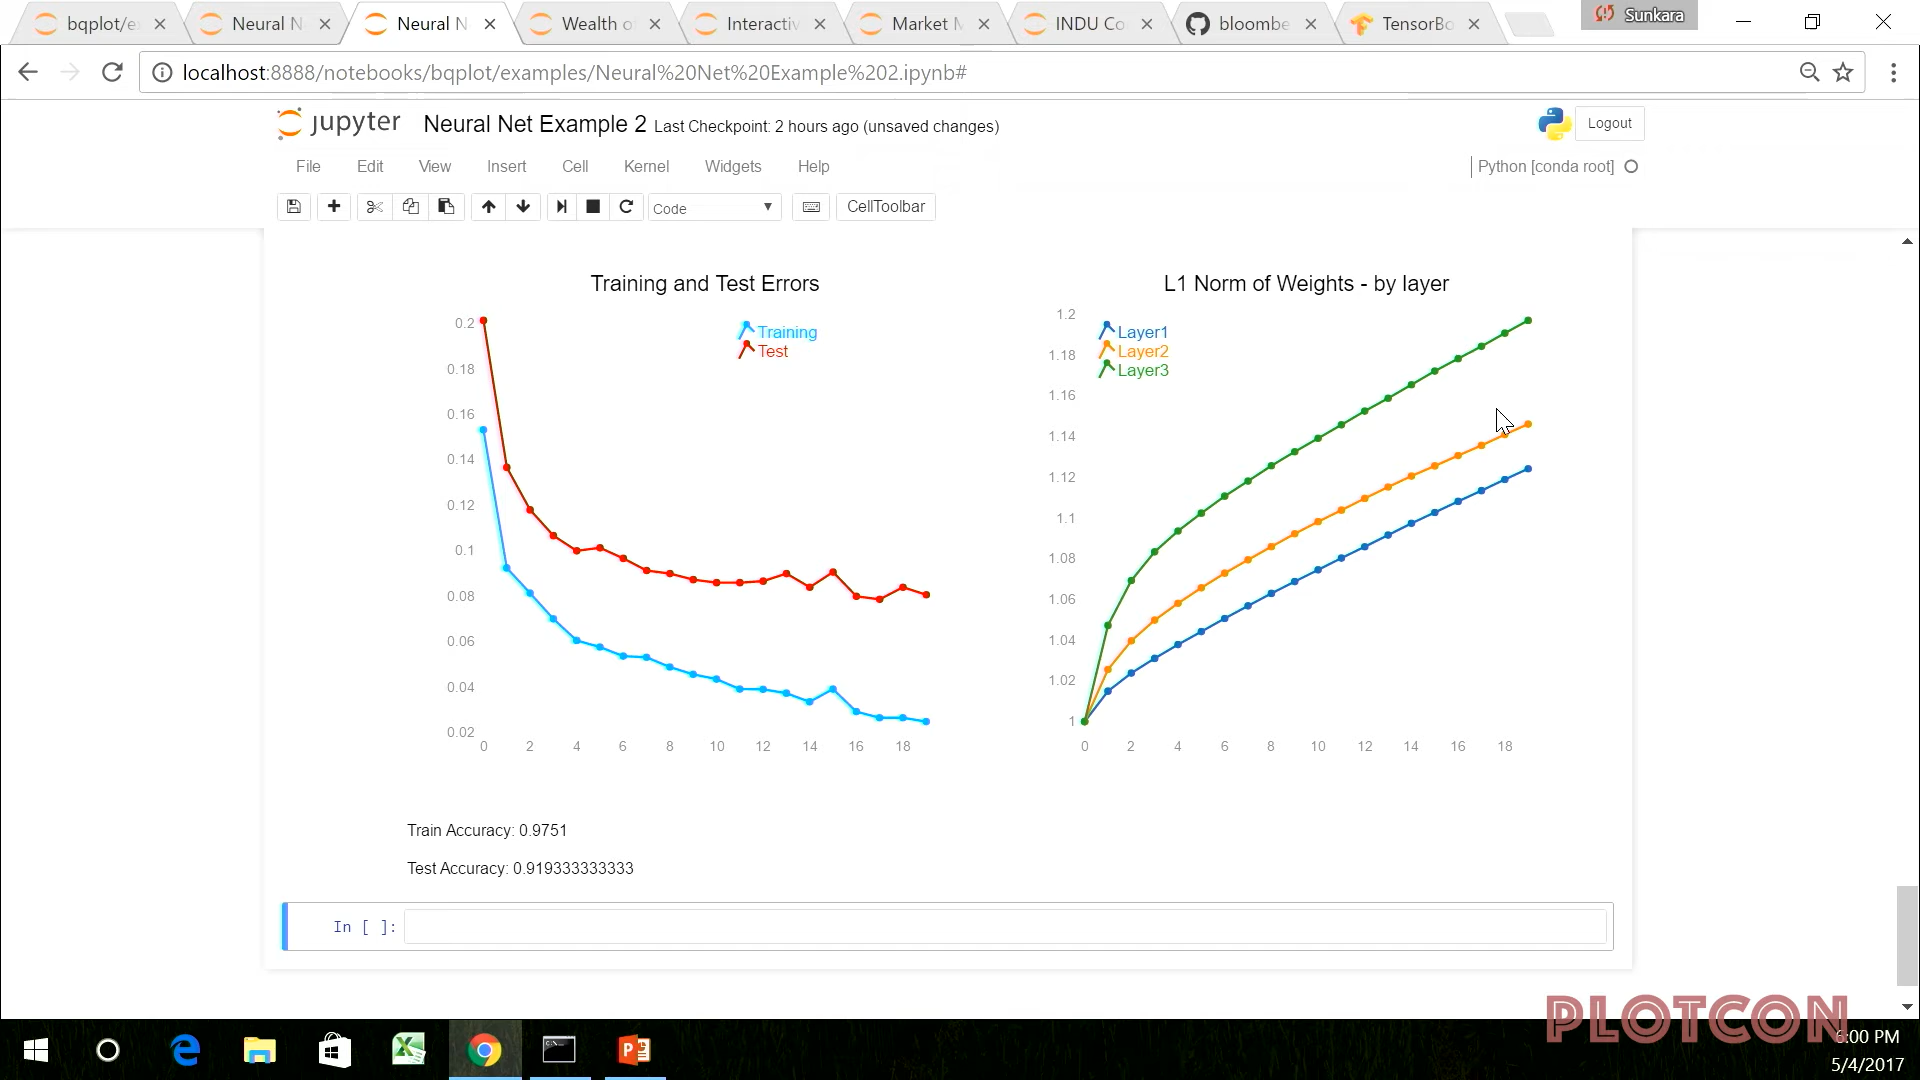 bqplot/e
Neural N
Neural N
Wealth o
Interactiv
Market M
INDU Co
bloombe
TensorBo
Sunkara
localhost:8888/notebooks/bqplot/examples/Neural%20Net%20Example%202.ipynb#
jupyter Neural Net Example 2 Last Checkpoint: 2 hours ago (unsaved changes)
Logout
File Edit View Insert Cell Kernel Widgets Help
Python [conda root]
Code
CellToolbar
Training and Test Errors
Training
Test
0.2
0.18
0.16
0.14
0.12
0.1
0.08
0.06
0.04
0.02
0 2 4 6 8 10 12 14 16 18
L1 Norm of Weights - by layer
Layer1
Layer2
Layer3
1.2
1.18
1.16
1.14
1.12
1.1
1.08
1.06
1.04
1.02
1
0 2 4 6 8 10 12 14 16 18
Train Accuracy: 0.9751
Test Accuracy: 0.919333333333
In [ ]:
PLOTCON
6:00 PM
5/4/2017